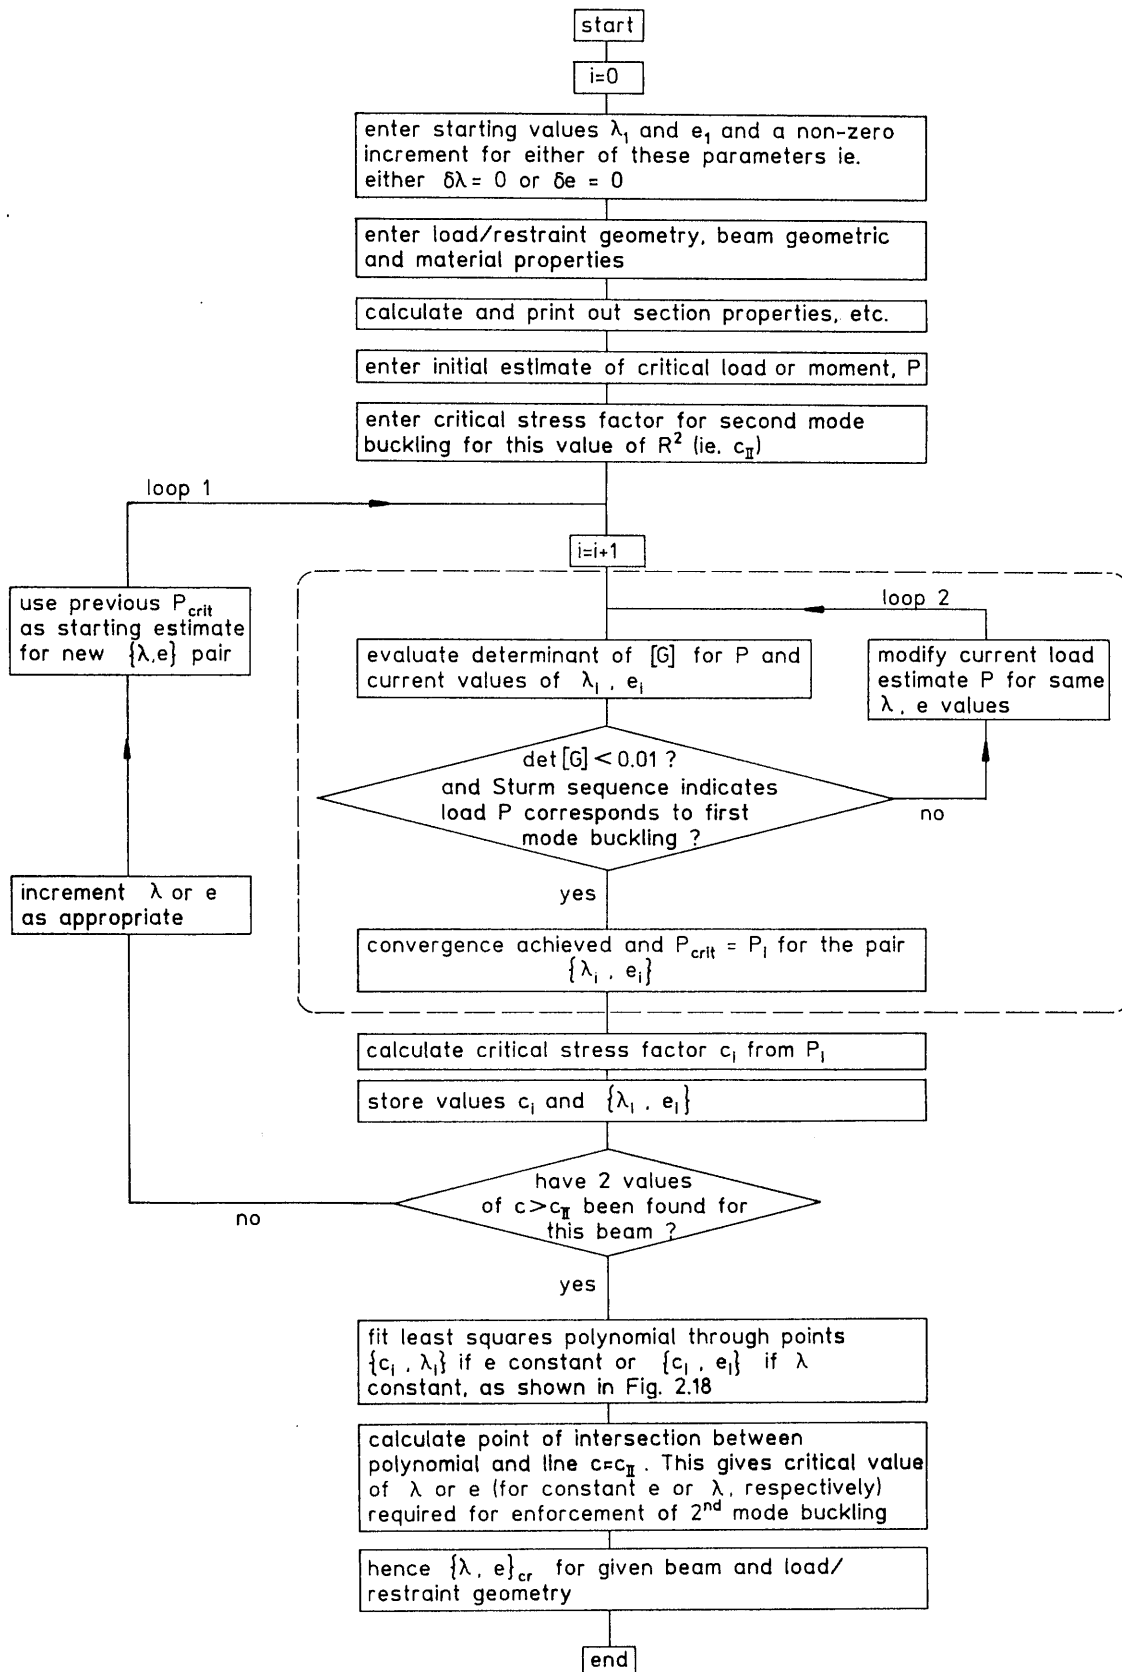 start
i=0
enter starting values λ₁ and e₁ and a non-zero
increment for either of these parameters ie.
either δλ = 0 or δe = 0
enter load/restraint geometry, beam geometric
and material properties
calculate and print out section properties, etc.
enter initial estimate of critical load or moment, P
enter critical stress factor for second mode
buckling for this value of R² (ie. c_II)
loop 1
i=i+1
use previous P_crit
as starting estimate
for new {λ,e} pair
loop 2
evaluate determinant of [G] for P and
current values of λᵢ , eᵢ
modify current load
estimate P for same
λ, e values
det [G] < 0.01 ?
and Sturm sequence indicates
load P corresponds to first
mode buckling ?
no
yes
increment λ or e
as appropriate
convergence achieved and P_crit = Pᵢ for the pair
{λᵢ , eᵢ}
calculate critical stress factor cᵢ from Pᵢ
store values cᵢ and {λᵢ , eᵢ}
have 2 values
of c>c_II been found for
this beam ?
no
yes
fit least squares polynomial through points
{cᵢ , λᵢ} if e constant or {cᵢ , eᵢ} if λ
constant, as shown in Fig. 2.18
calculate point of intersection between
polynomial and line c=c_II . This gives critical value
of λ or e (for constant e or λ, respectively)
required for enforcement of 2nd mode buckling
hence {λ, e}_cr for given beam and load/
restraint geometry
end